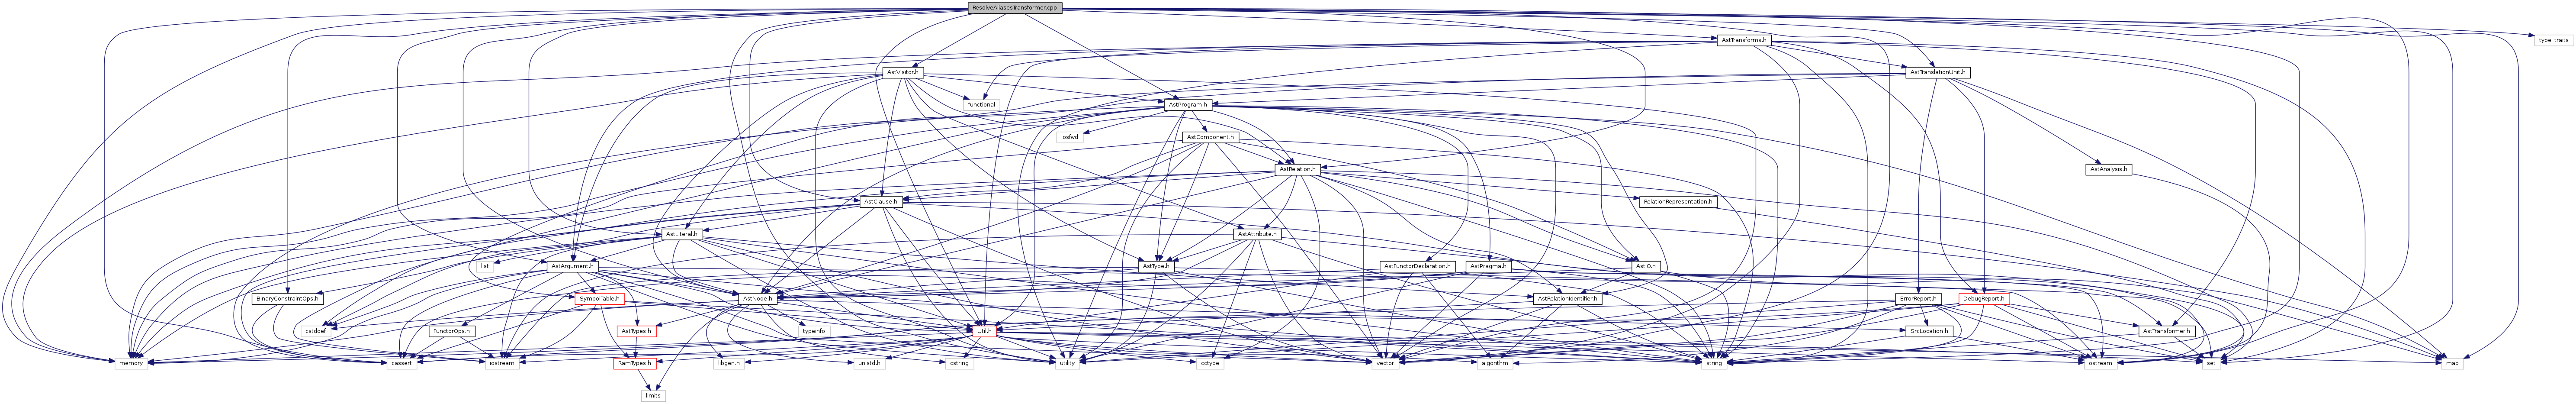 ResolveAliasesTransformer.cpp
AstTransforms.h
type_traits
AstVisitor.h
AstTranslationUnit.h
functional
AstProgram.h
iosfwd
AstComponent.h
AstRelation.h
AstAnalysis.h
AstClause.h
RelationRepresentation.h
AstLiteral.h
AstAttribute.h
list
AstArgument.h
AstType.h
AstFunctorDeclaration.h
AstPragma.h
AstIO.h
BinaryConstraintOps.h
SymbolTable.h
AstNode.h
AstRelationIdentifier.h
ErrorReport.h
DebugReport.h
cstddef
FunctorOps.h
AstTypes.h
typeinfo
Util.h
SrcLocation.h
AstTransformer.h
memory
cassert
iostream
RamTypes.h
libgen.h
unistd.h
cstring
utility
cctype
vector
algorithm
string
ostream
set
map
limits